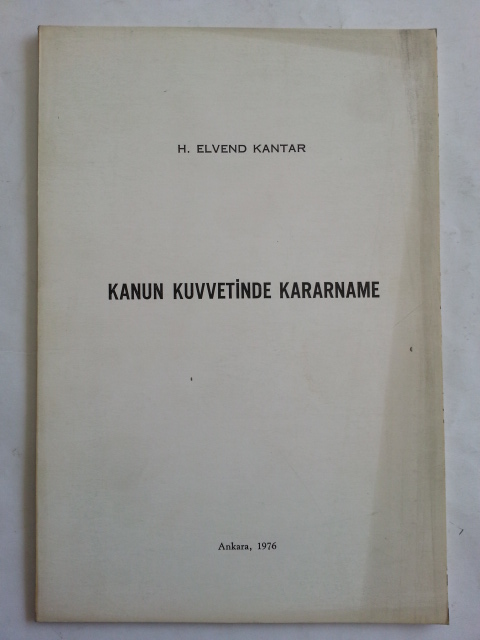 H. ELVEND KANTAR
KANUN KUVVETİNDE KARARNAME
Ankara, 1976